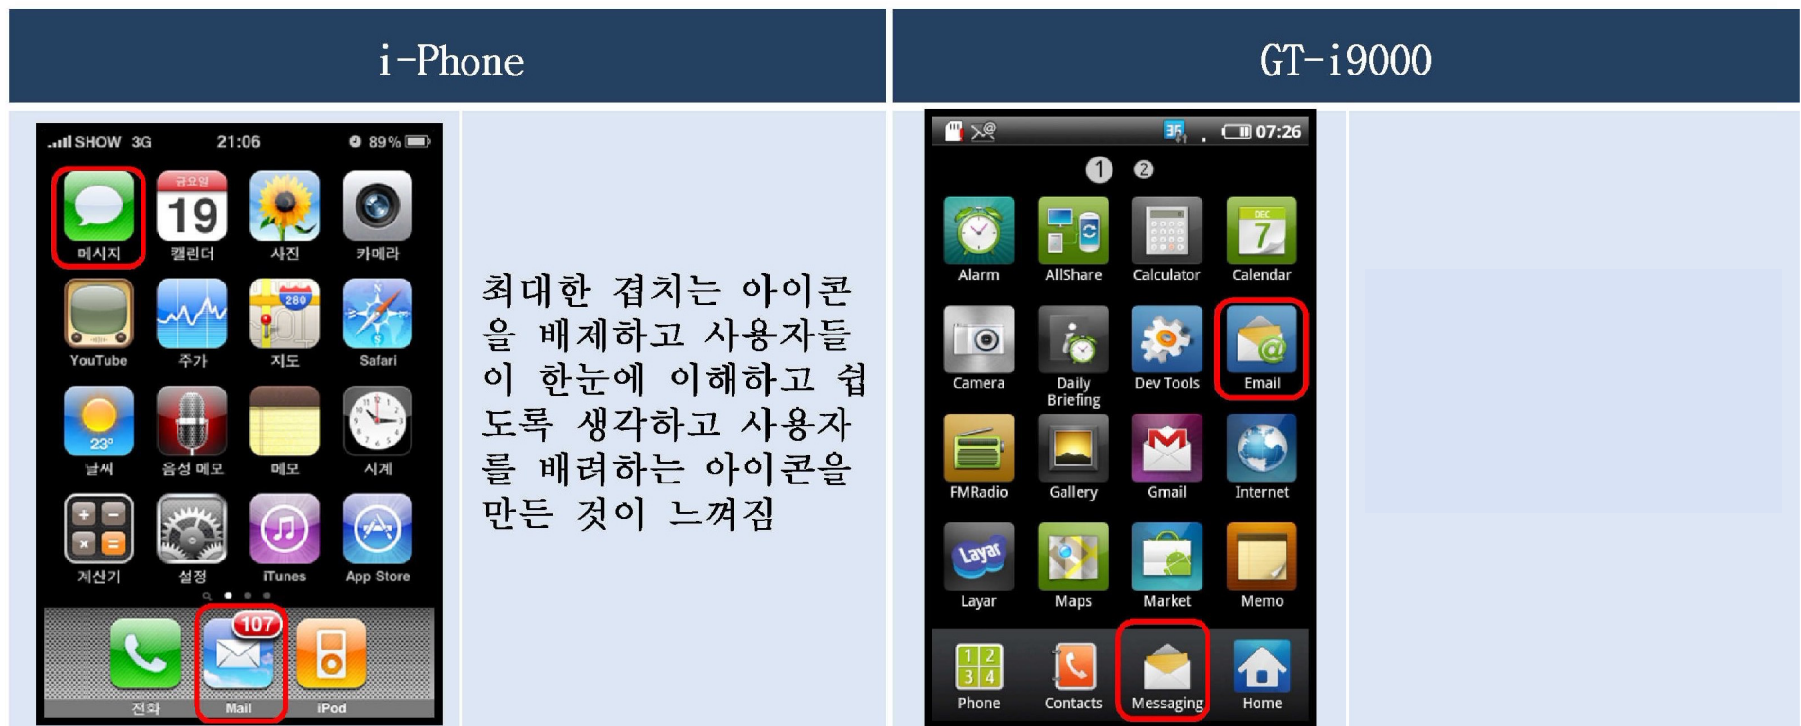 i-Phone
GT-i9000
SHOW 3G 21:06 89%
금요일
19
메시지 캘린더 사진 카메라
280
YouTube 주가 지도 Safari
23°
날씨 음성 메모 메모 시계
계산기 설정 iTunes App Store
107
전화 Mail iPod
최대한 겹치는 아이콘
을 배제하고 사용자들
이 한눈에 이해하고 쉽
도록 생각하고 사용자
를 배려하는 아이콘을
만든 것이 느껴짐
07:26
1 2
DEC
7
Alarm AllShare Calculator Calendar
Camera Daily Briefing Dev Tools Email
FMRadio Gallery Gmail Internet
Layar
Layar Maps Market Memo
1 2
3 4
Phone Contacts Messaging Home